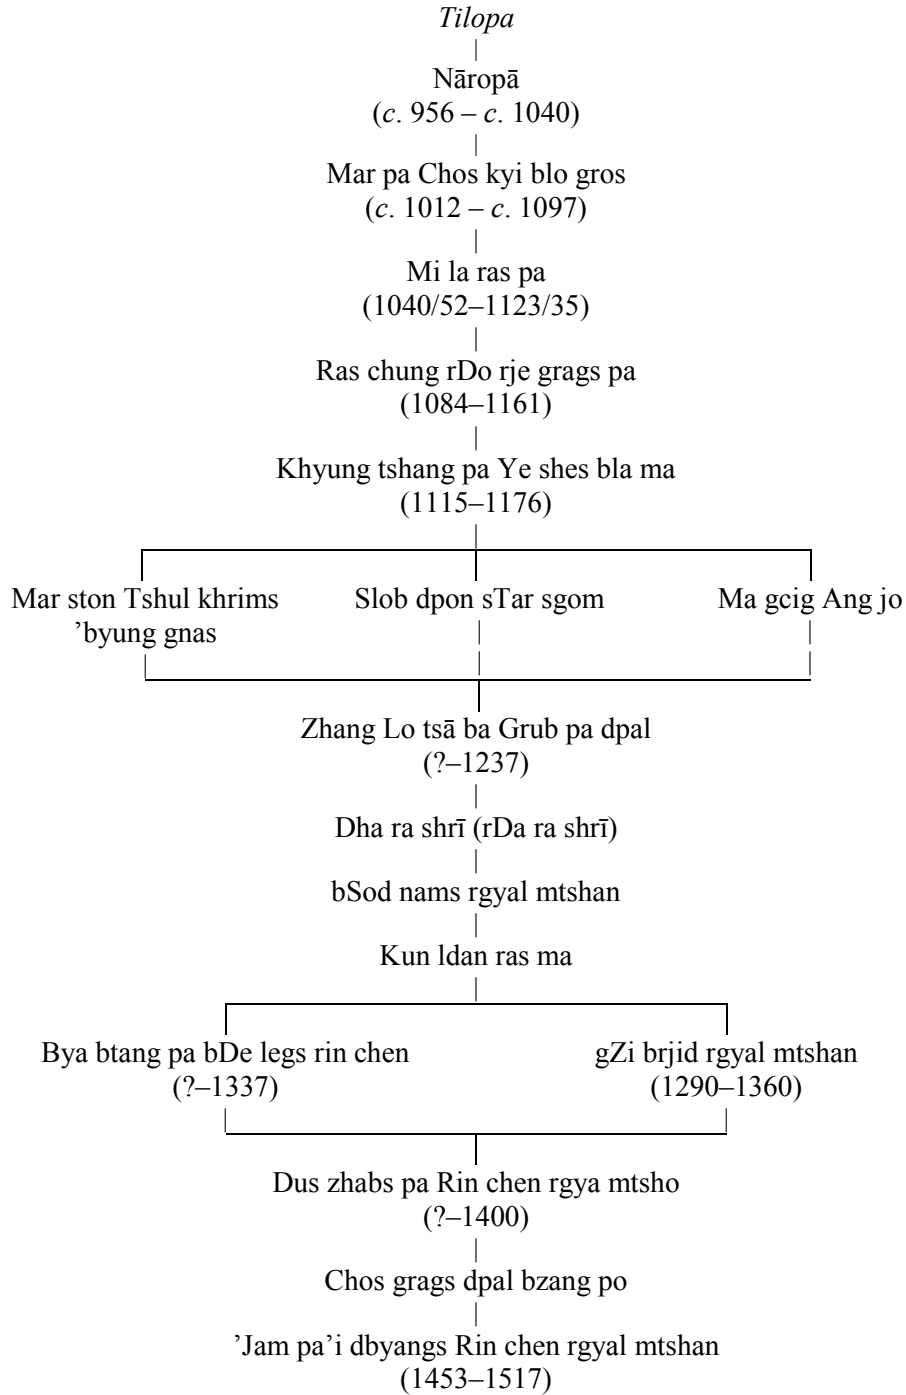 Tilopa
Nāropā
(c. 956 – c. 1040)
Mar pa Chos kyi blo gros
(c. 1012 – c. 1097)
Mi la ras pa
(1040/52–1123/35)
Ras chung rDo rje grags pa
(1084–1161)
Khyung tshang pa Ye shes bla ma
(1115–1176)
Mar ston Tshul khrims Slob dpon sTar sgom Ma gcig Ang jo
’byung gnas
Zhang Lo tsā ba Grub pa dpal
(?–1237)
Dha ra shrī (rDa ra shrī)
bSod nams rgyal mtshan
Kun ldan ras ma
Bya btang pa bDe legs rin chen gZi brjid rgyal mtshan
(?–1337) (1290–1360)
Dus zhabs pa Rin chen rgya mtsho
(?–1400)
Chos grags dpal bzang po
’Jam pa’i dbyangs Rin chen rgyal mtshan
(1453–1517)